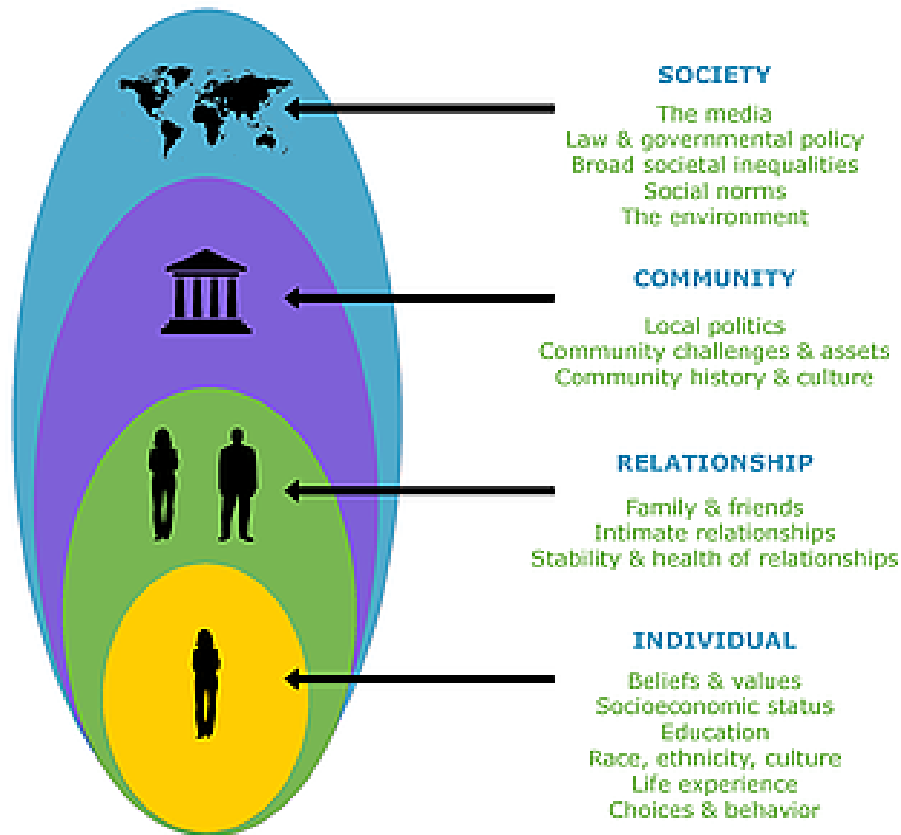 SOCIETY
The media
Law & governmental policy
Broad societal inequalities
Social norms
The environment
COMMUNITY
Local politics
Community challenges & assets
Community history & culture
RELATIONSHIP
Family & friends
Intimate relationships
Stability & health of relationships
INDIVIDUAL
Beliefs & values
Socioeconomic status
Education
Race, ethnicity, culture
Life experience
Choices & behavior